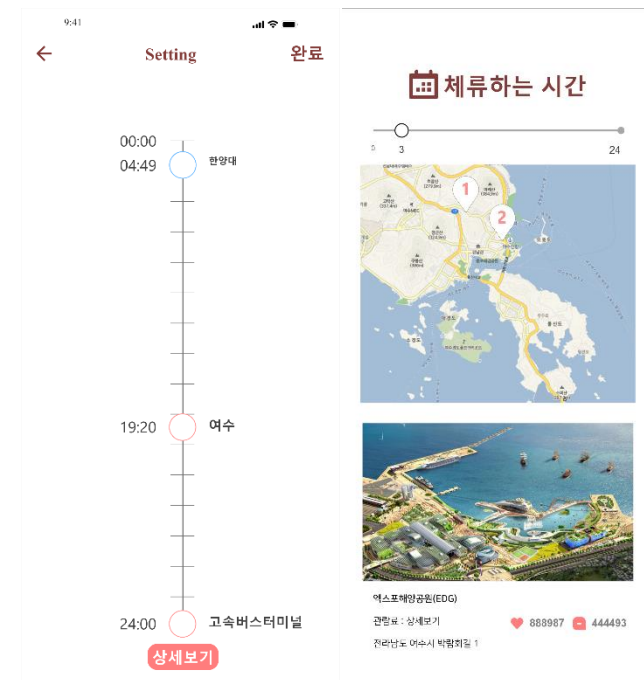 9:41
Setting
완료
00:00
04:49
한양대
19:20
여수
24:00
고속버스터미널
상세보기
체류하는 시간
0
3
24
1
2
돌산도
엑스포해양공원(EDG)
관람료 : 상세보기
888987
444493
전라남도 여수시 박람회길 1